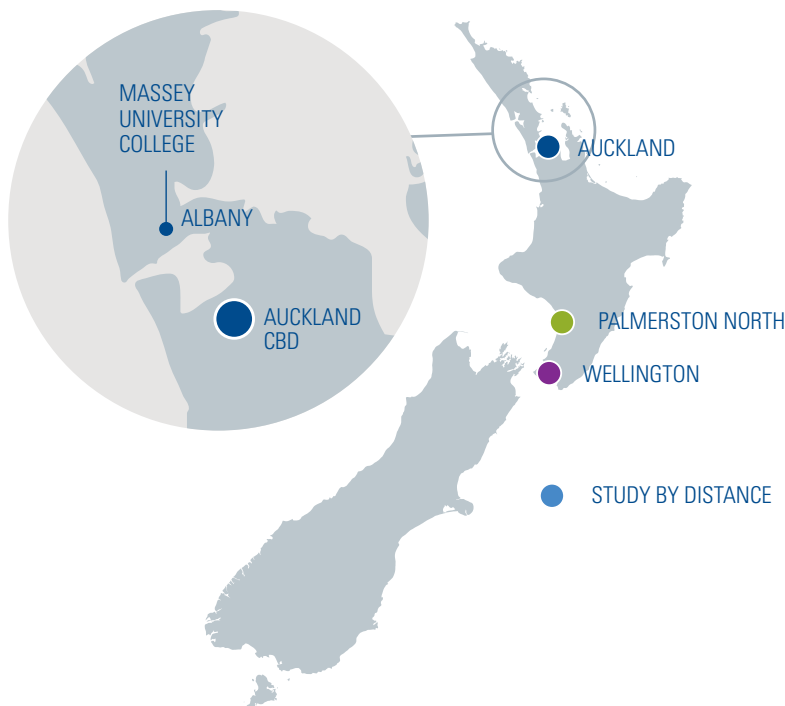 MASSEY
UNIVERSITY
COLLEGE
ALBANY
AUCKLAND
CBD
AUCKLAND
PALMERSTON NORTH
WELLINGTON
STUDY BY DISTANCE